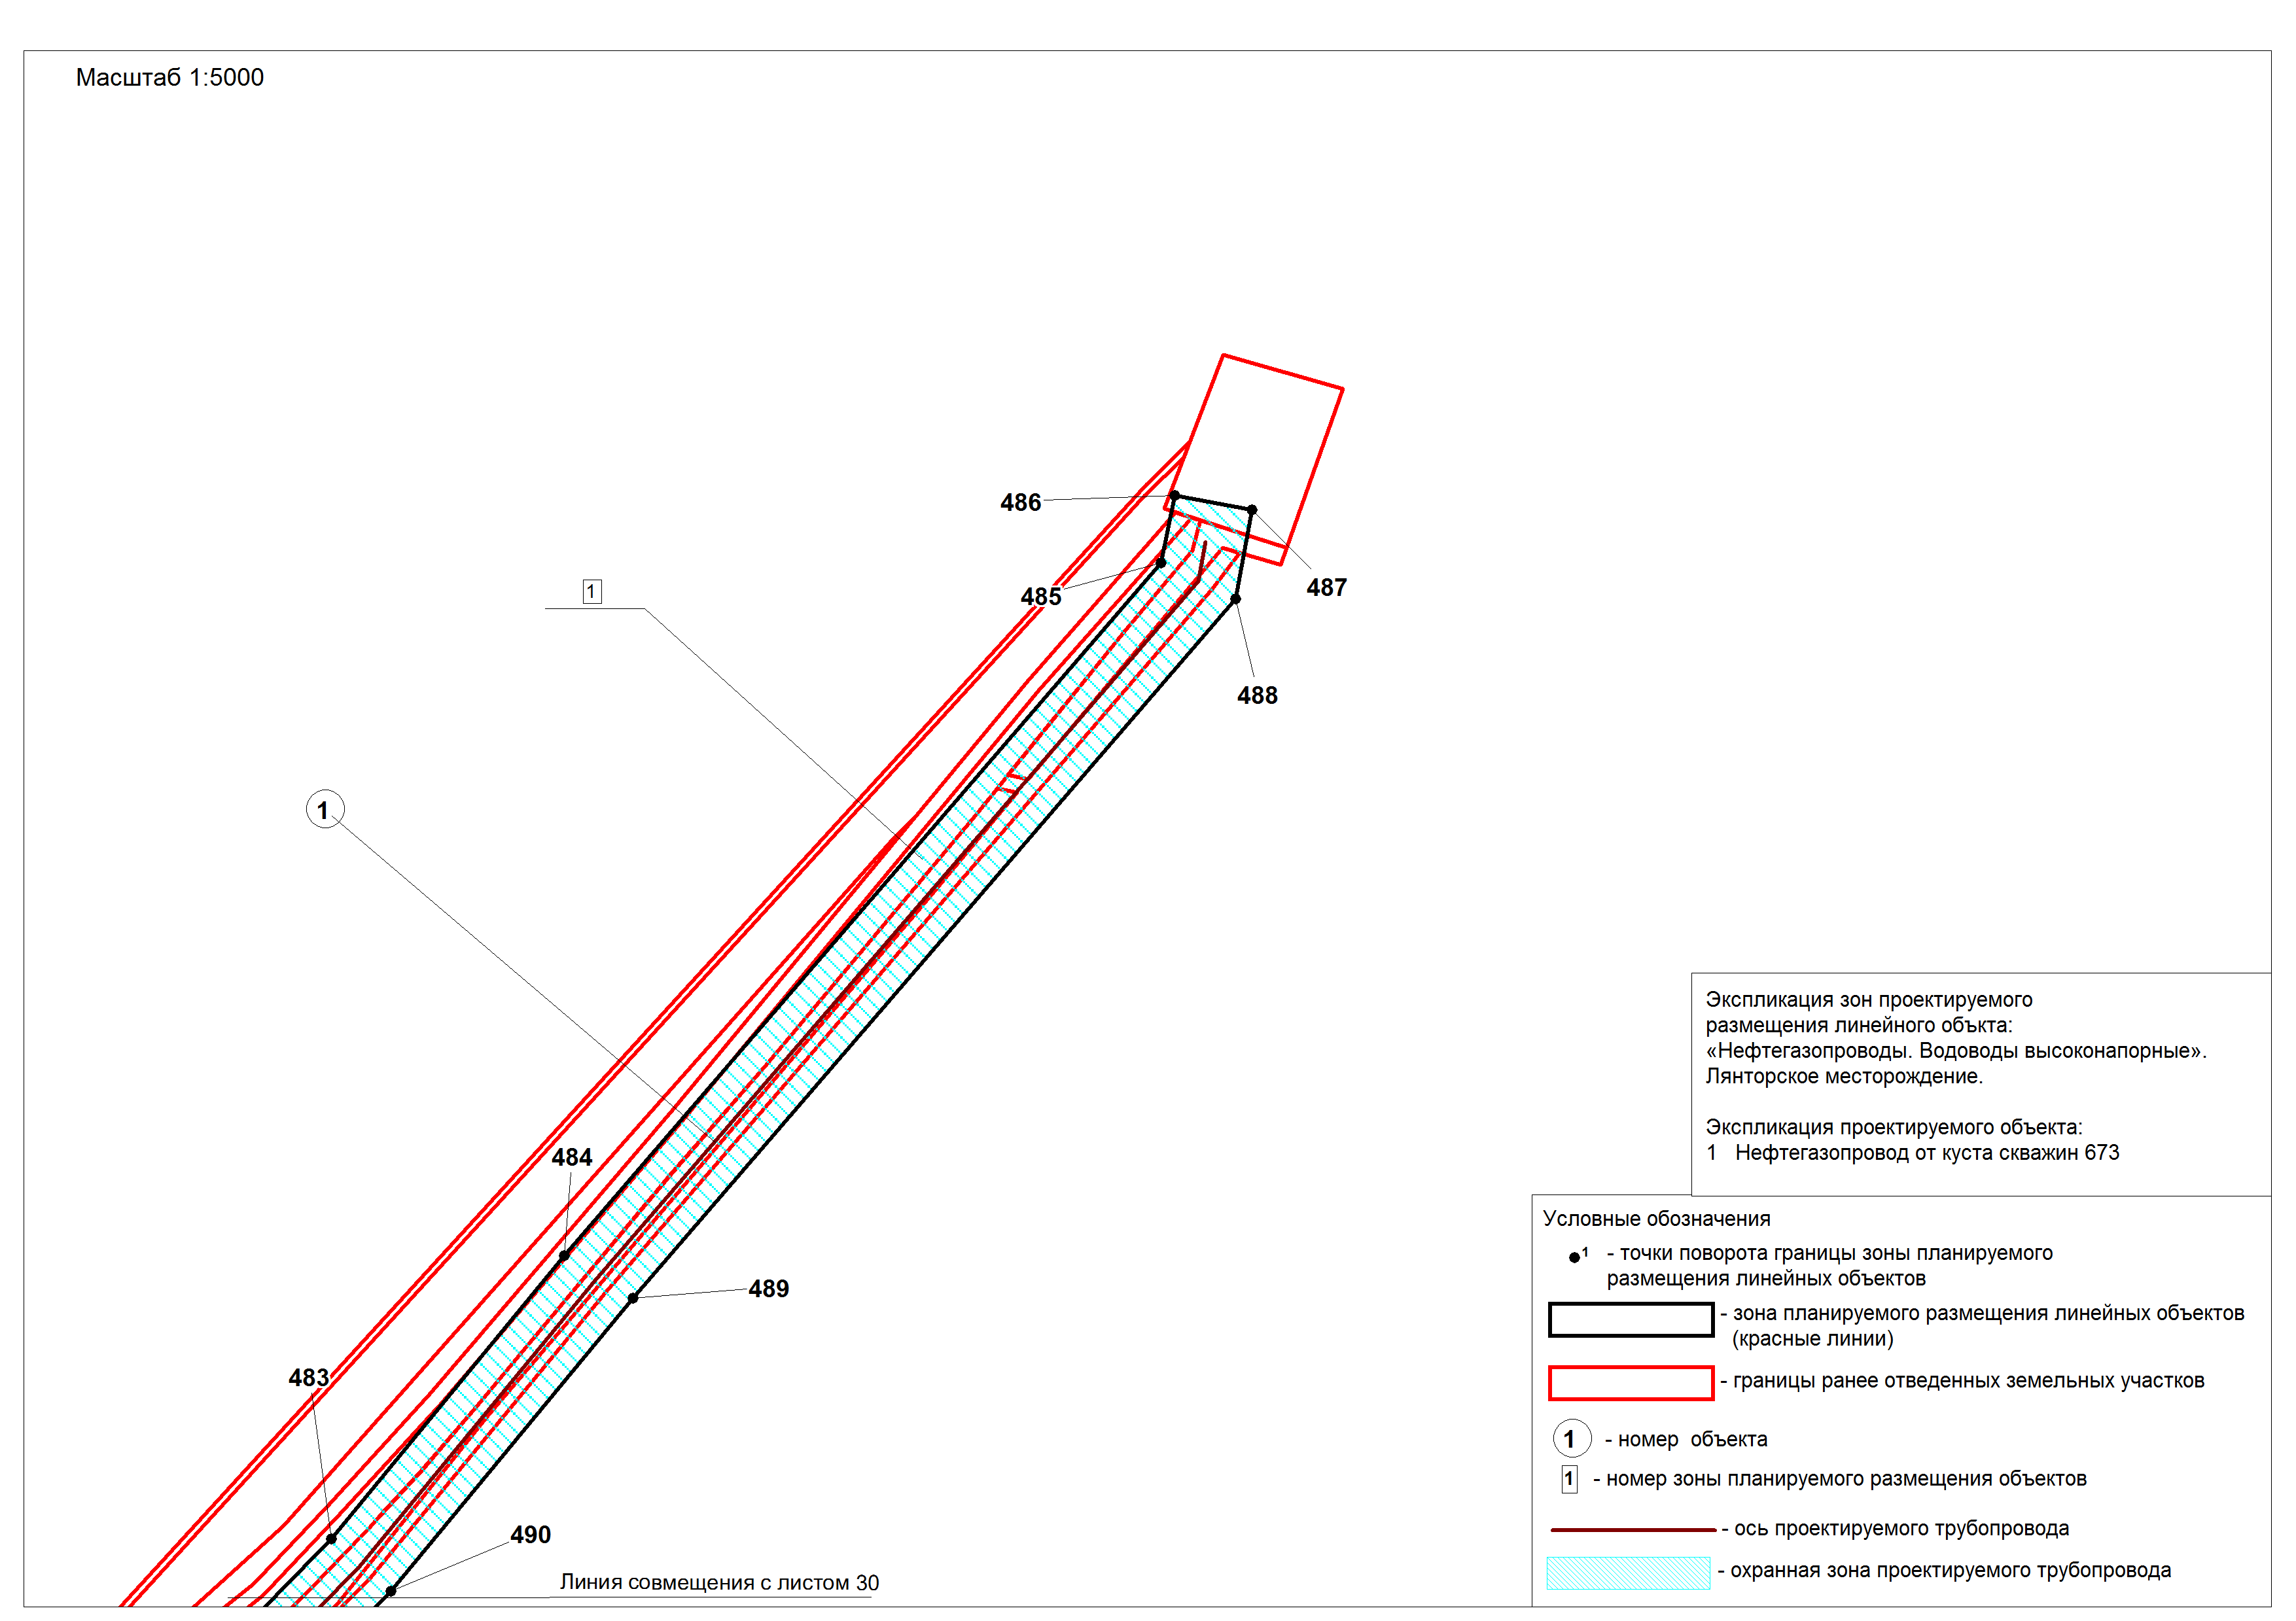 Масштаб 1:5000
486
485
487
1
488
1
484
489
483
490
Линия совмещения с листом 30
Экспликация зон проектируемого
размещения линейного объкта:
«Нефтегазопроводы. Водоводы высоконапорные».
Лянторское месторождение.
Экспликация проектируемого объекта:
1 Нефтегазопровод от куста скважин 673
Условные обозначения
1 - точки поворота границы зоны планируемого
размещения линейных объектов
- зона планируемого размещения линейных объектов
(красные линии)
- границы ранее отведенных земельных участков
1 - номер объекта
1 - номер зоны планируемого размещения объектов
- ось проектируемого трубопровода
- охранная зона проектируемого трубопровода